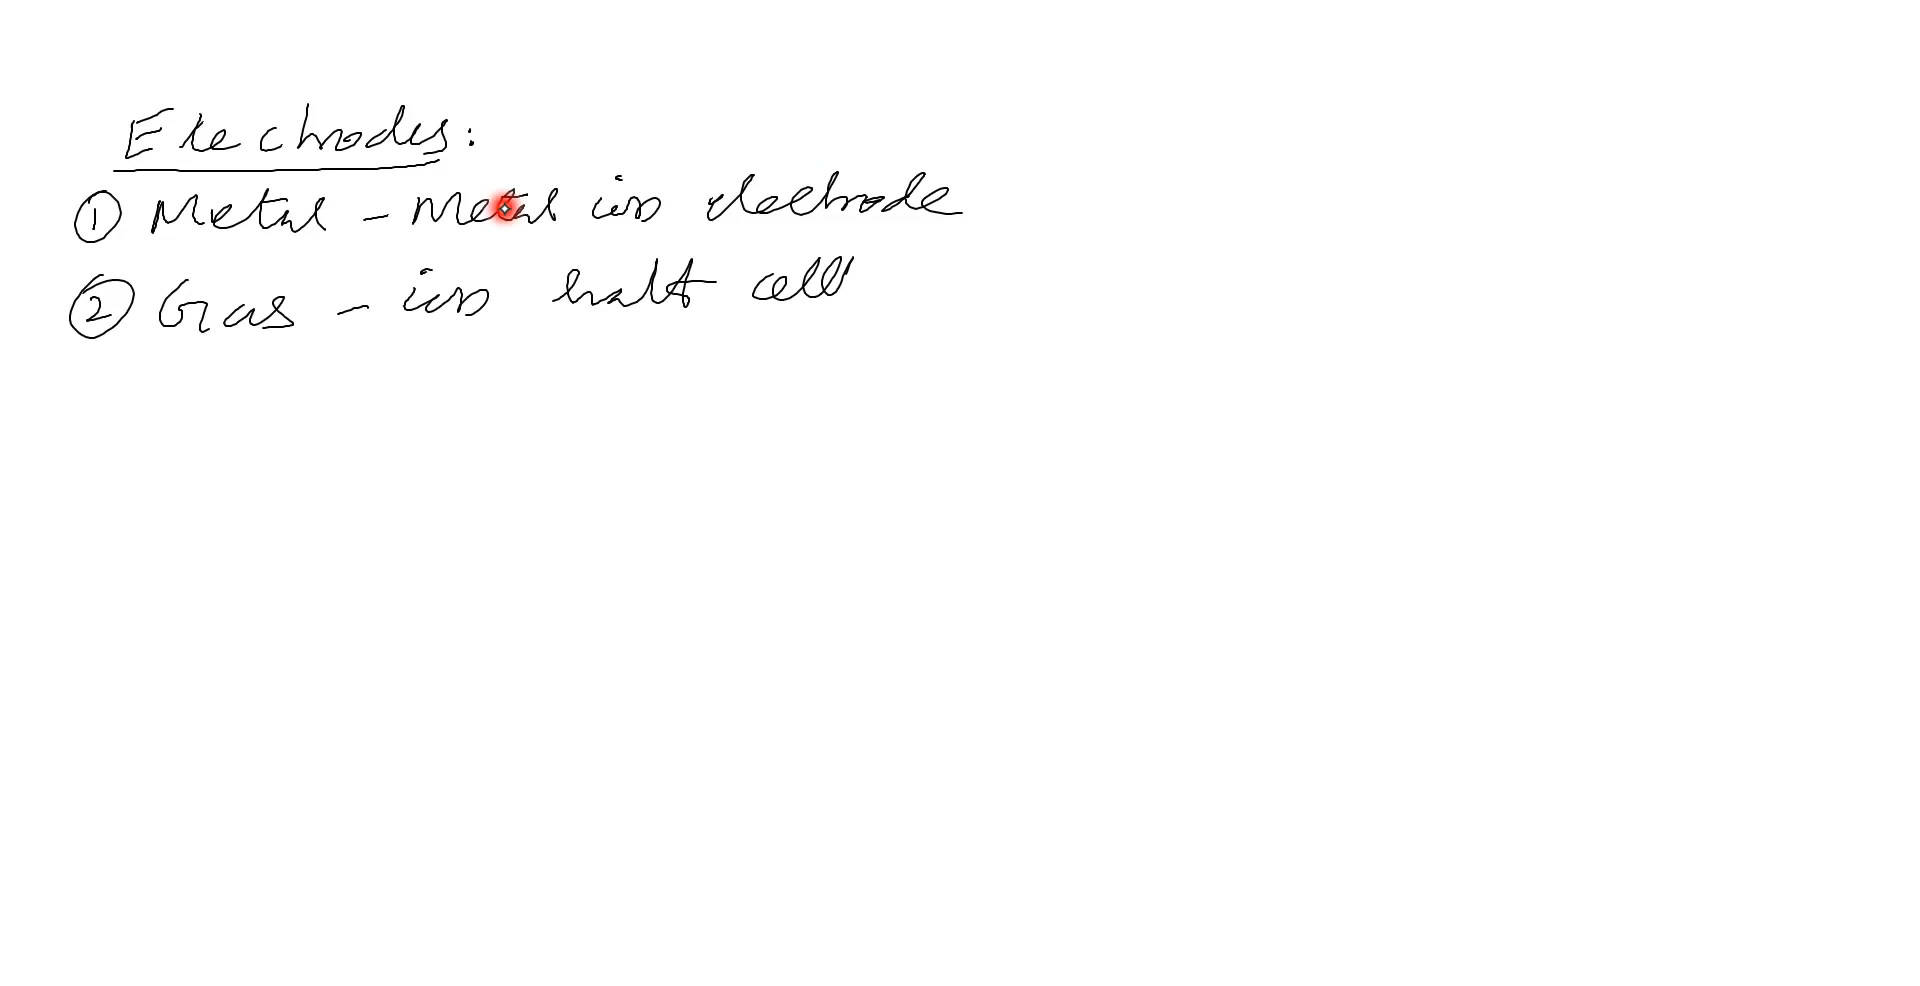 Electrodes:
① Metal - Metal ion electrode
② Gas - ion half cell